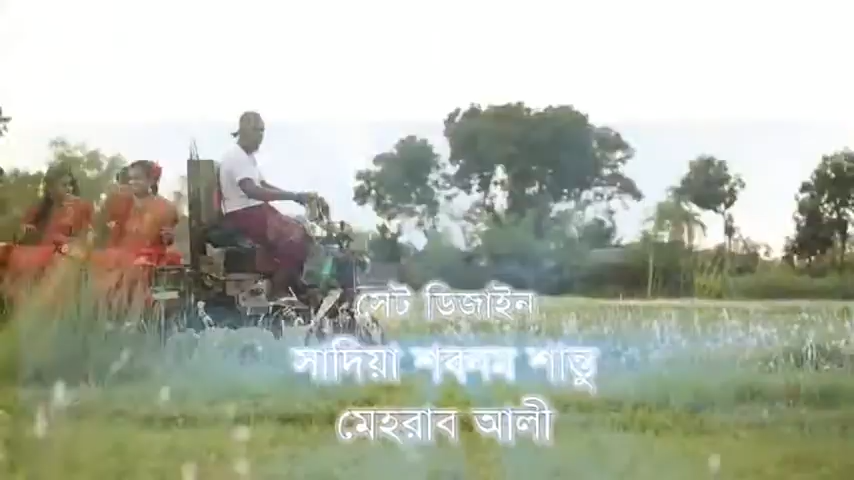 সেট ডিজাইন
সাদিয়া শবনম শান্তু
মেহরাব আলী